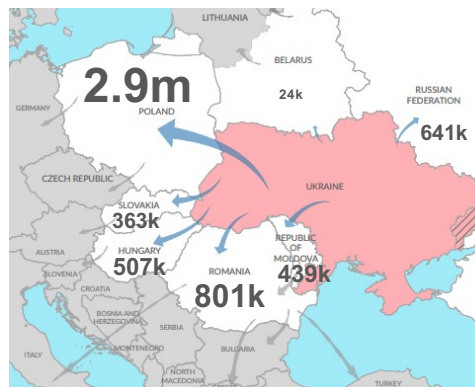 LITHUANIA
2.9m
BELARUS
24k
RUSSIAN
FEDERATION
641k
GERMANY
POLAND
CZECH REPUBLIC
UKRAINE
SLOVAKIA
363k
AUSTRIA
HUNGARY
507k
REPUBLIC
OF
MOLDOVA
439k
SLOVENIA
ROMANIA
801k
CROATIA
BOSNIA AND
HERZEGOVINA
SERBIA
ITALY
MONTENEGRO
BULGARIA
NORTH
MACEDONIA
TURKEY